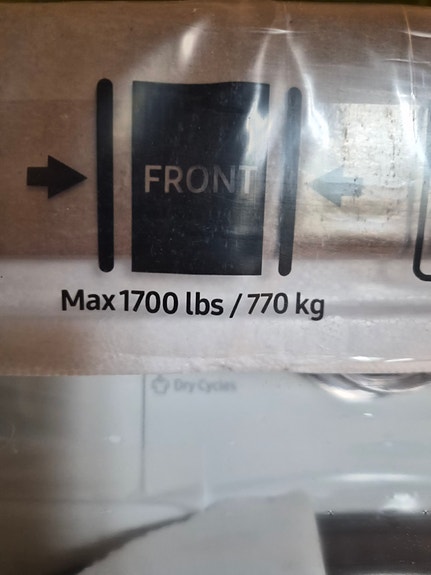 FRONT
Max 1700 lbs / 770 kg
Dry Cycles